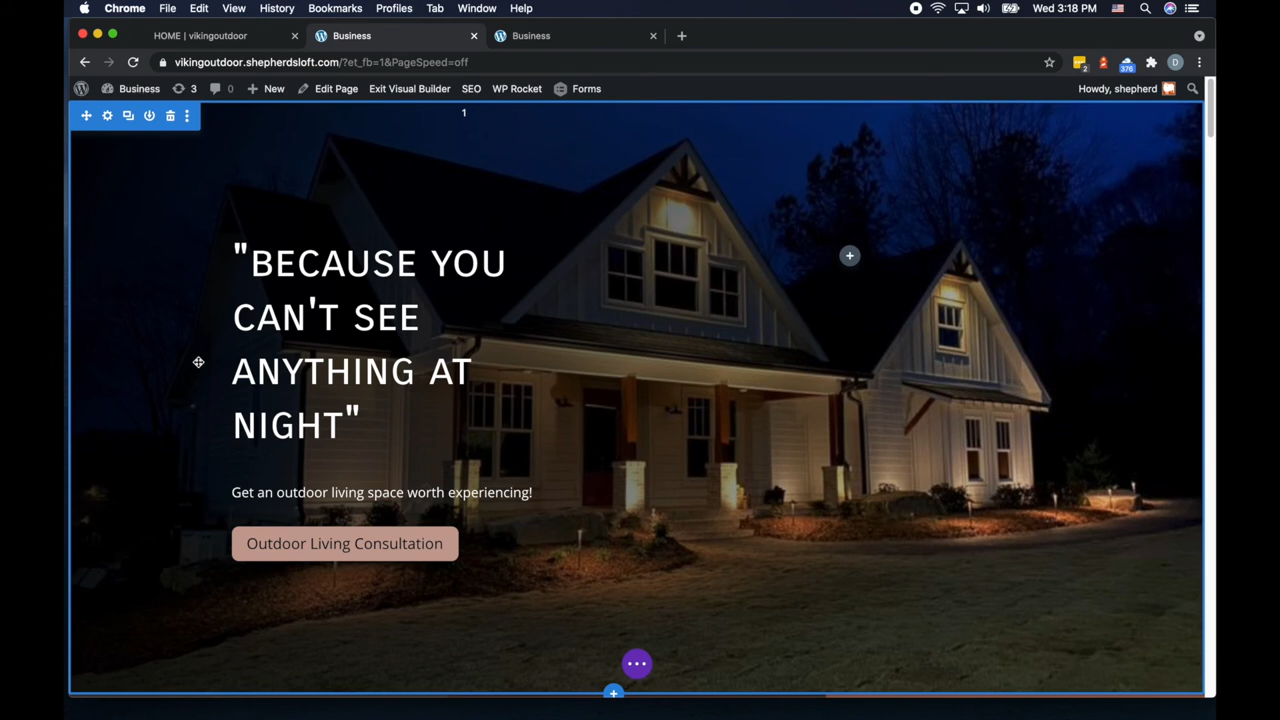 Chrome File Edit View History Bookmarks Profiles Tab Window Help Wed 3:18 PM
HOME | vikingoutdoor Business Business
vikingoutdoor.shepherdsloft.com/?et_fb=1&PageSpeed=off 2 376 D
Business 3 0 New Edit Page Exit Visual Builder SEO WP Rocket Forms Howdy, shepherd
1
"BECAUSE YOU
CAN'T SEE
ANYTHING AT
NIGHT"
Get an outdoor living space worth experiencing!
Outdoor Living Consultation